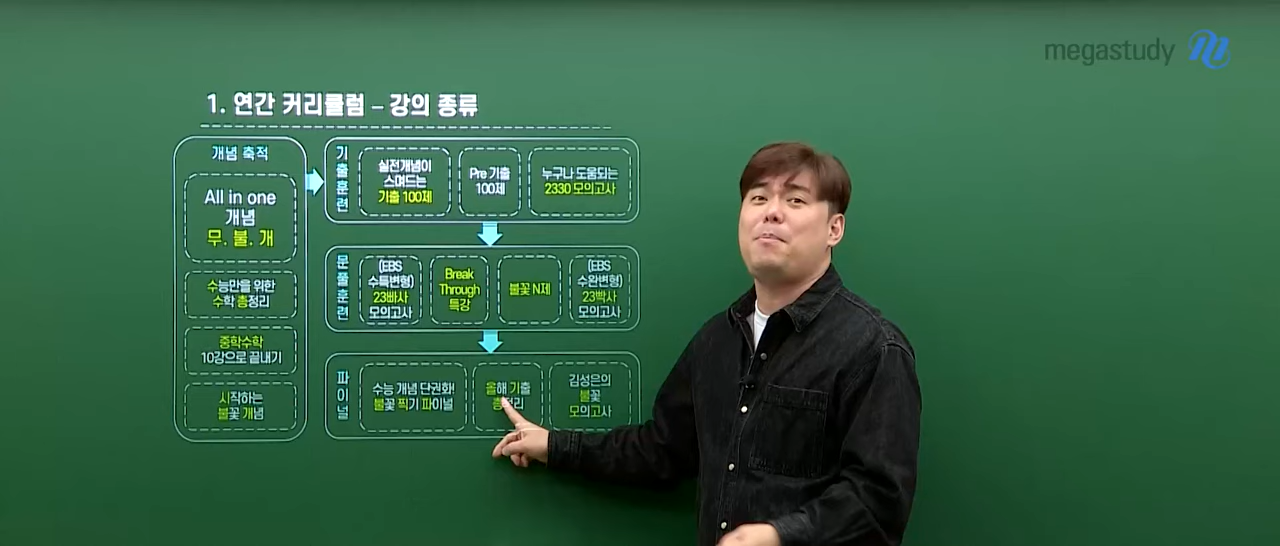 megastudy
1. 연간 커리큘럼 – 강의 종류
개념 축적
All in one
개념
무. 불. 개
수능만을 위한
수학 총정리
중학수학
10강으로 끝내기
시작하는
불꽃 개념
기출훈련
실전개념이
스며드는
기출 100제
Pre 기출
100제
누구나 도움되는
2330 모의고사
문풀훈련
(EBS
수특변형)
23빠사
모의고사
Break
Through
특강
불꽃 N제
(EBS
수완변형)
23빡사
모의고사
파이널
수능 개념 단권화!
불꽃 찍기 파이널
올해 기출
총정리
김성은의
불꽃
모의고사